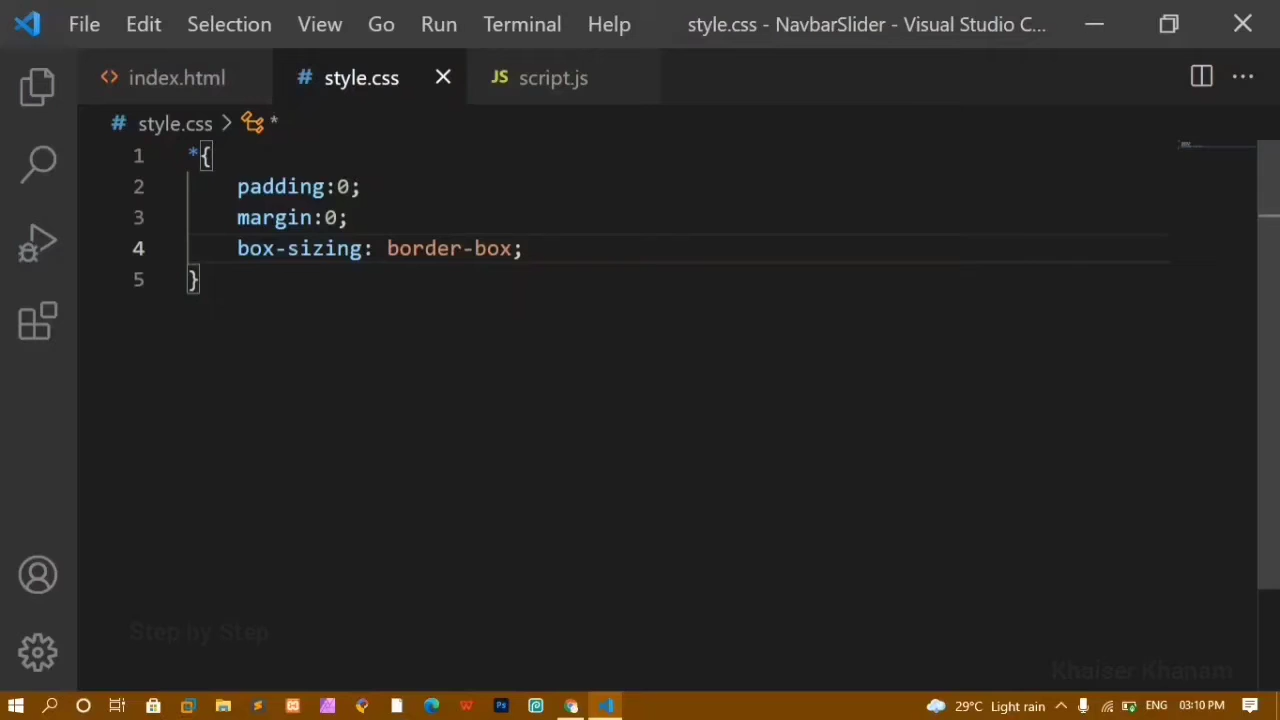 File Edit Selection View Go Run Terminal Help style.css - NavbarSlider - Visual Studio C...
<> index.html # style.css × JS script.js ...
# style.css > *
1 *{
2 padding:0;
3 margin:0;
4 box-sizing: border-box;
5 }
Step by Step
Khaiser Khanam
29°C Light rain ENG 03:10 PM